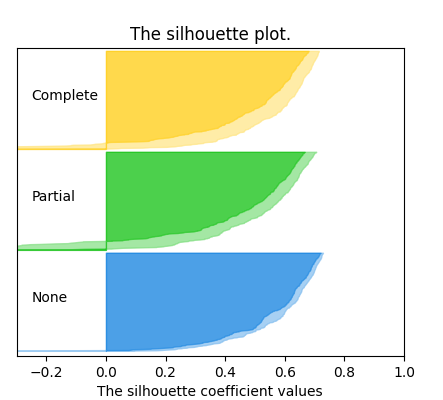 The silhouette plot.
Complete
Partial
None
−0.2 0.0 0.2 0.4 0.6 0.8 1.0
The silhouette coefficient values